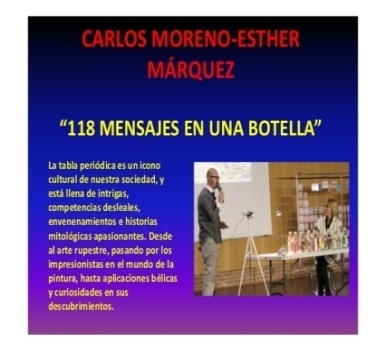 CARLOS MORENO-ESTHER
MÁRQUEZ
“118 MENSAJES EN UNA BOTELLA”
La tabla periódica es un icono
cultural de nuestra sociedad, y
está llena de intrigas,
competencias desleales,
envenenamientos e historias
mitológicas apasionantes. Desde
al arte rupestre, pasando por los
impresionistas en el mundo de la
pintura, hasta aplicaciones bélicas
y curiosidades en sus
descubrimientos.